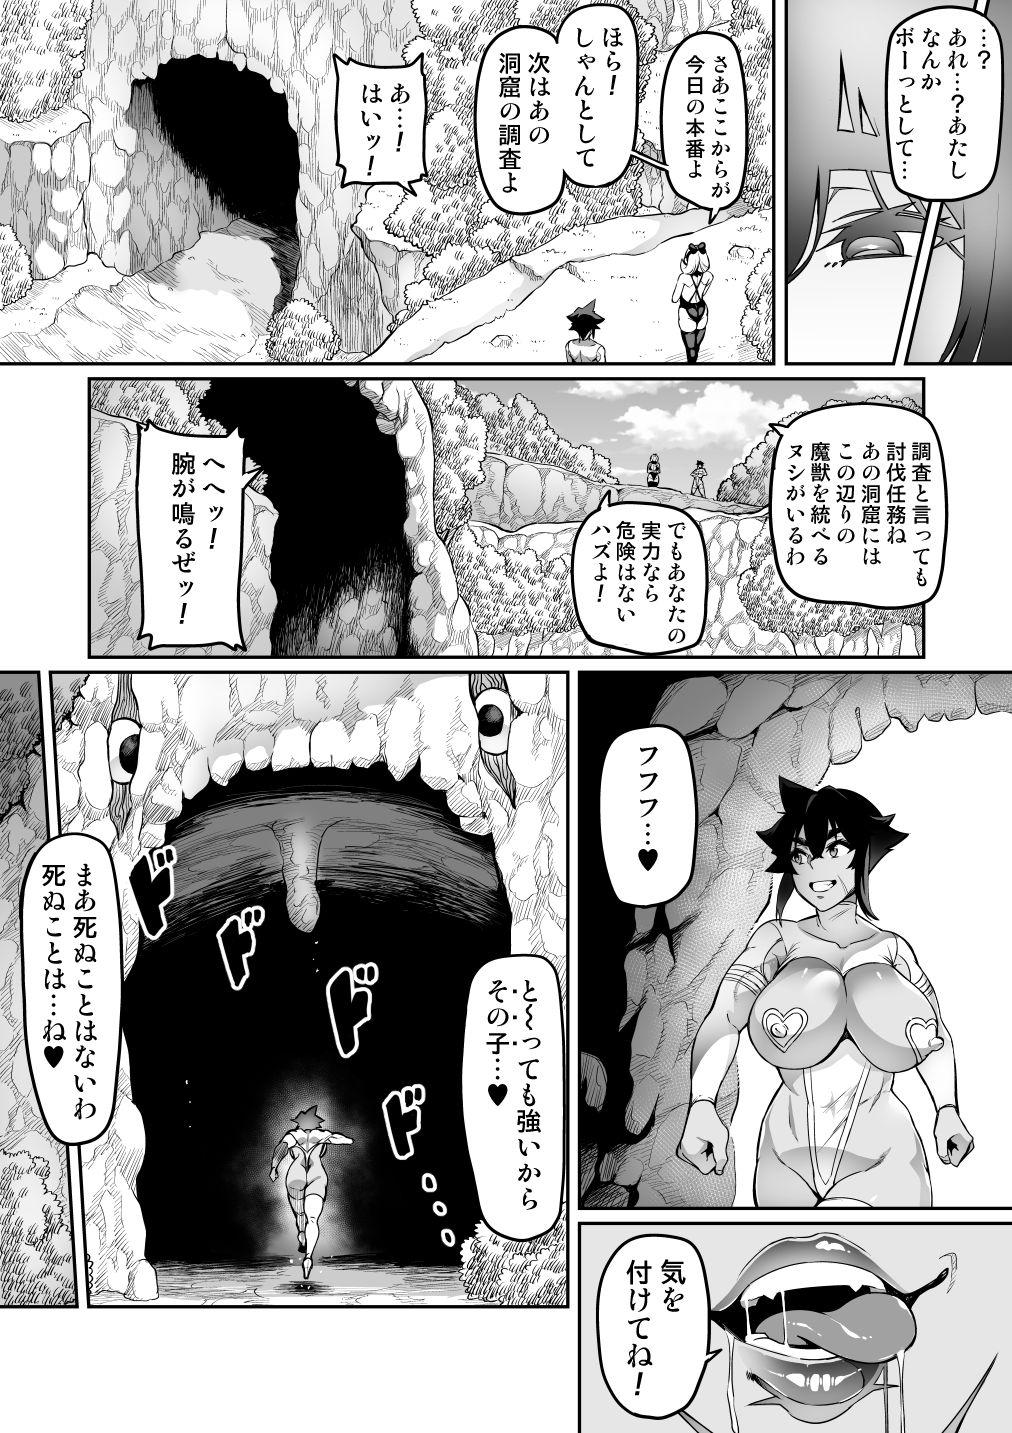 …？
あれ…？あたし
なんか
ボーっとして…
さあここからが
今日の本番よ
ほら！
しゃんとして
次はあの
洞窟の調査よ
あ…！
はいッ！
調査と言っても
討伐任務ね
あの洞窟には
この辺りの
魔獣を統べる
ヌシがいるわ
でもあなたの
実力なら
危険はない
ハズよ！
へへッ！
腕が鳴るぜッ！
フフフ…♥
気を
付けてね！
と〜っても強いから
その子…♥
ドドドド…
まあ死ぬことはないわ
死ぬことは…ね♥